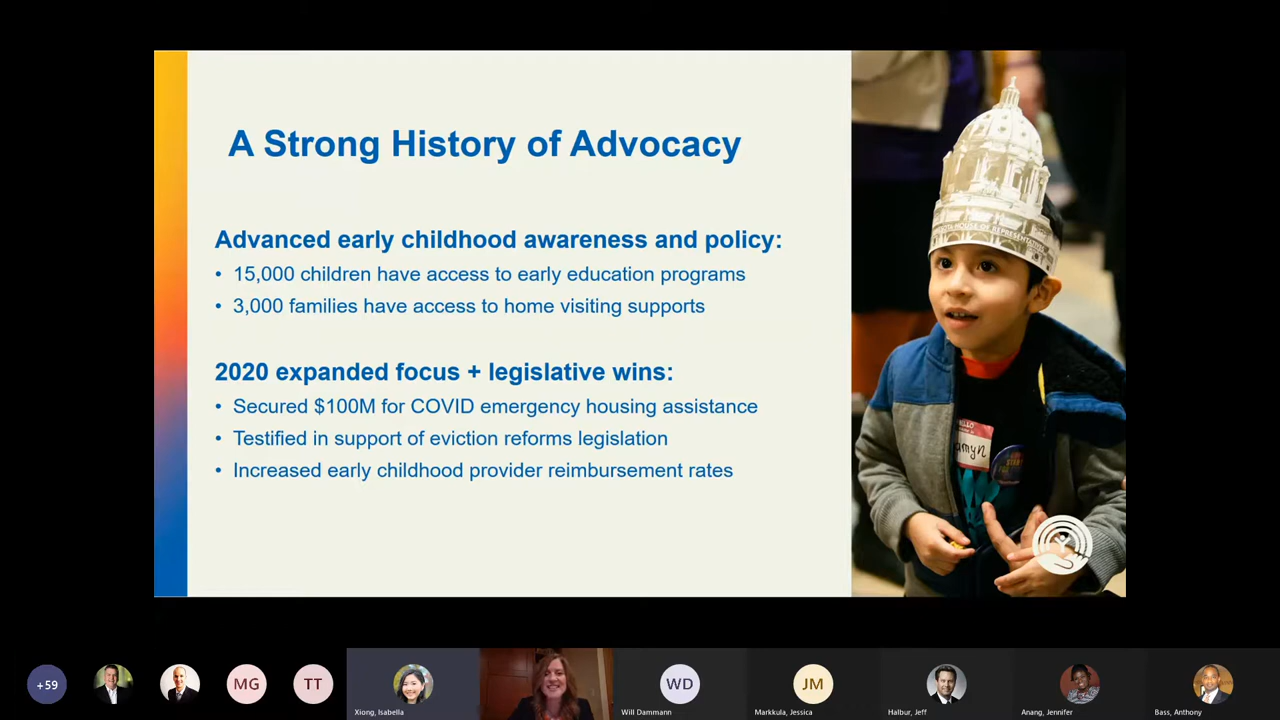 A Strong History of Advocacy
Advanced early childhood awareness and policy:
• 15,000 children have access to early education programs
• 3,000 families have access to home visiting supports
2020 expanded focus + legislative wins:
• Secured $100M for COVID emergency housing assistance
• Testified in support of eviction reforms legislation
• Increased early childhood provider reimbursement rates
HOUSE OF REPRESENTATIVES
+59
MG
TT
Xiong, Isabella
WD
Will Dammann
JM
Markkula, Jessica
Halbur, Jeff
Anang, Jennifer
Bass, Anthony